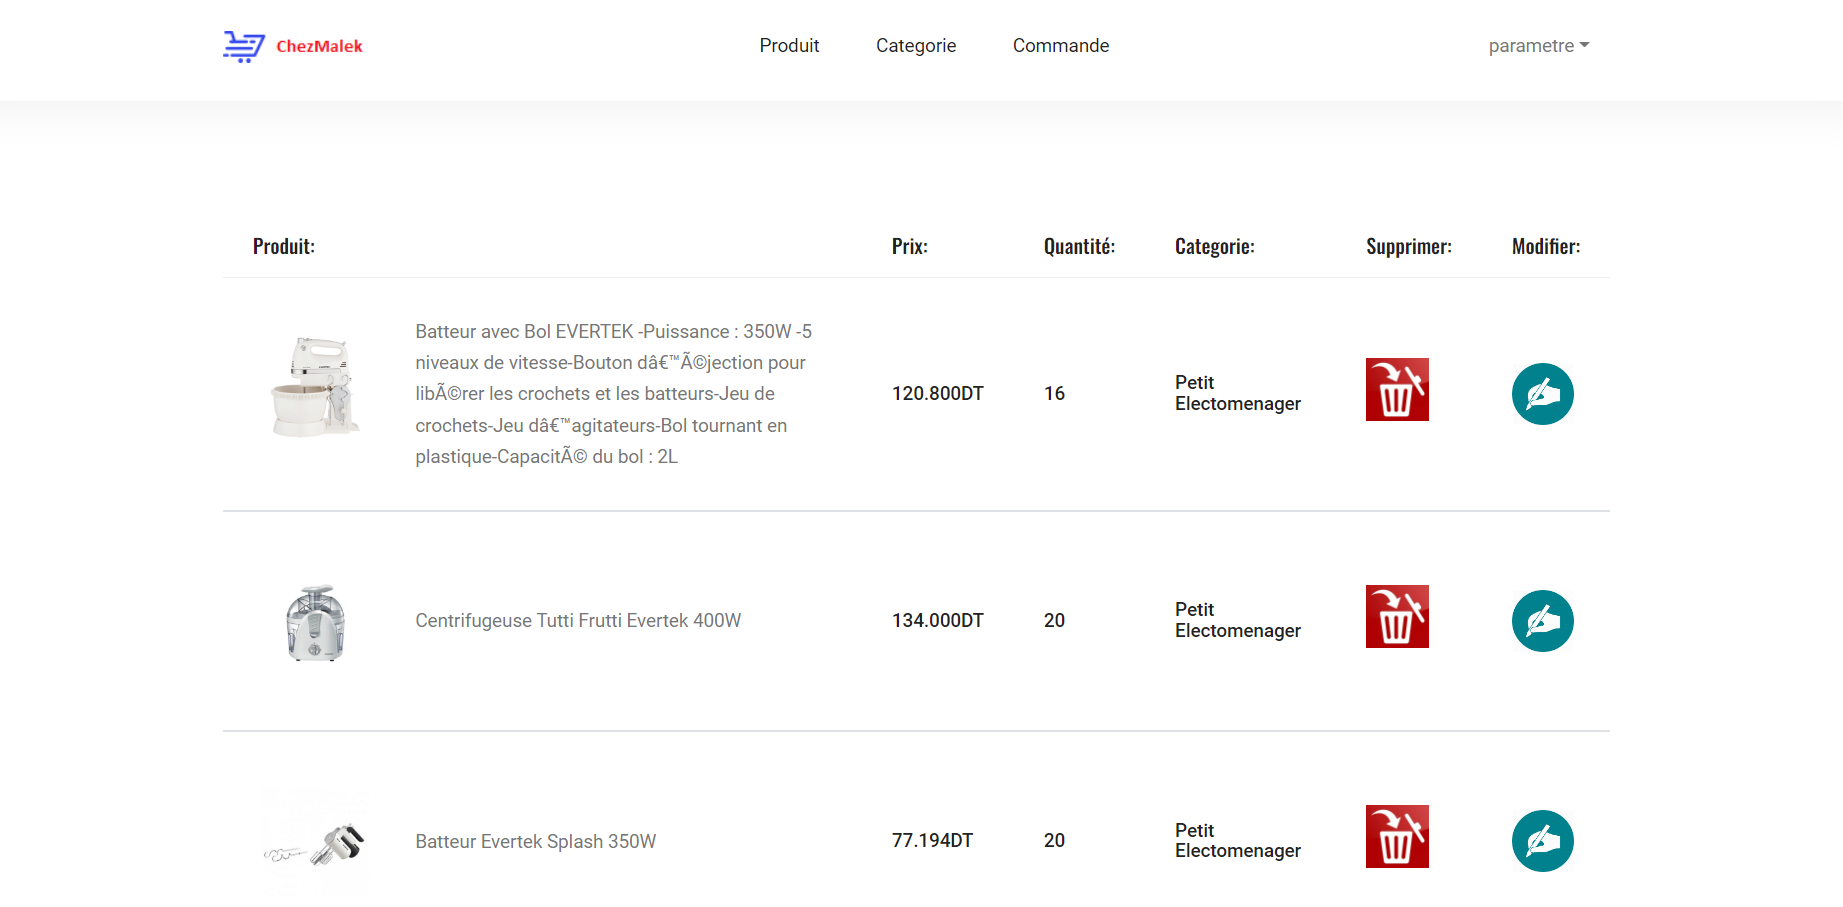 ChezMalek
Produit
Categorie
Commande
parametre
Produit:
Prix:
Quantité:
Categorie:
Supprimer:
Modifier:
Batteur avec Bol EVERTEK -Puissance : 350W -5
niveaux de vitesse-Bouton dâ€™Ã©jection pour
libÃ©rer les crochets et les batteurs-Jeu de
crochets-Jeu dâ€™agitateurs-Bol tournant en
plastique-CapacitÃ© du bol : 2L
120.800DT
16
Petit
Electomenager
Centrifugeuse Tutti Frutti Evertek 400W
134.000DT
20
Petit
Electomenager
Batteur Evertek Splash 350W
77.194DT
20
Petit
Electomenager